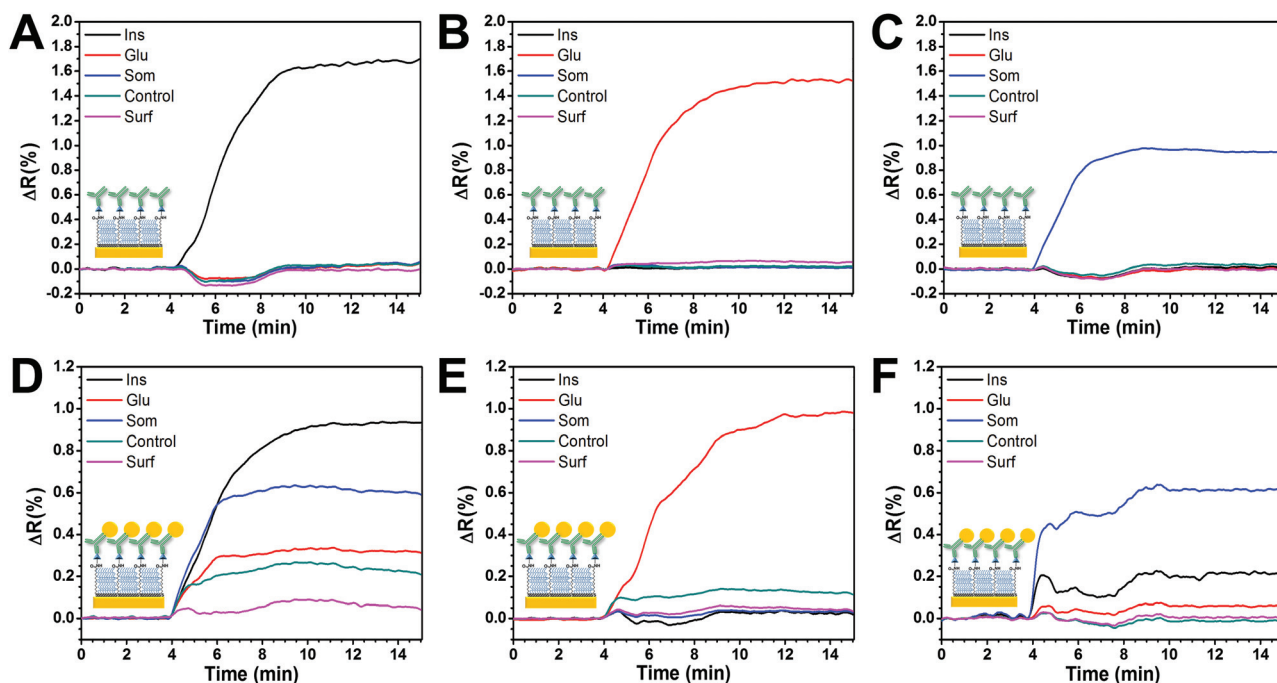 A
2.0
1.8
1.6
1.4
1.2
1.0
0.8
0.6
0.4
0.2
0.0
-0.2
ΔR(%)
Ins
Glu
Som
Control
Surf
0 2 4 6 8 10 12 14
Time (min)
B
2.0
1.8
1.6
1.4
1.2
1.0
0.8
0.6
0.4
0.2
0.0
-0.2
ΔR(%)
Ins
Glu
Som
Control
Surf
0 2 4 6 8 10 12 14
Time (min)
C
2.0
1.8
1.6
1.4
1.2
1.0
0.8
0.6
0.4
0.2
0.0
-0.2
ΔR(%)
Ins
Glu
Som
Control
Surf
0 2 4 6 8 10 12 14
Time (min)
D
1.2
1.0
0.8
0.6
0.4
0.2
0.0
ΔR(%)
Ins
Glu
Som
Control
Surf
0 2 4 6 8 10 12 14
Time (min)
E
1.2
1.0
0.8
0.6
0.4
0.2
0.0
ΔR(%)
Ins
Glu
Som
Control
Surf
0 2 4 6 8 10 12 14
Time (min)
F
1.2
1.0
0.8
0.6
0.4
0.2
0.0
ΔR(%)
Ins
Glu
Som
Control
Surf
0 2 4 6 8 10 12 14
Time (min)